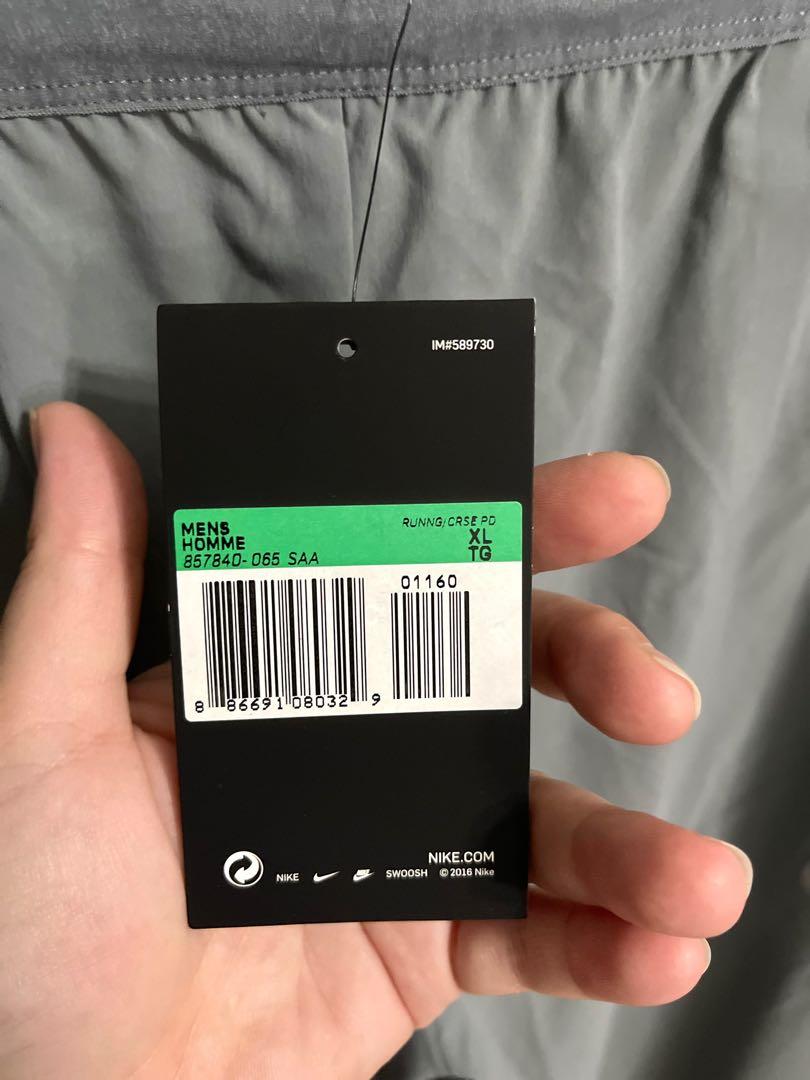 IM#589730
MENS
HOMME
857840-065 SAA
RUNNG/CRSE PD
XL
TG
01160
8 86691 08032 9
NIKE.COM
NIKE SWOOSH © 2016 Nike